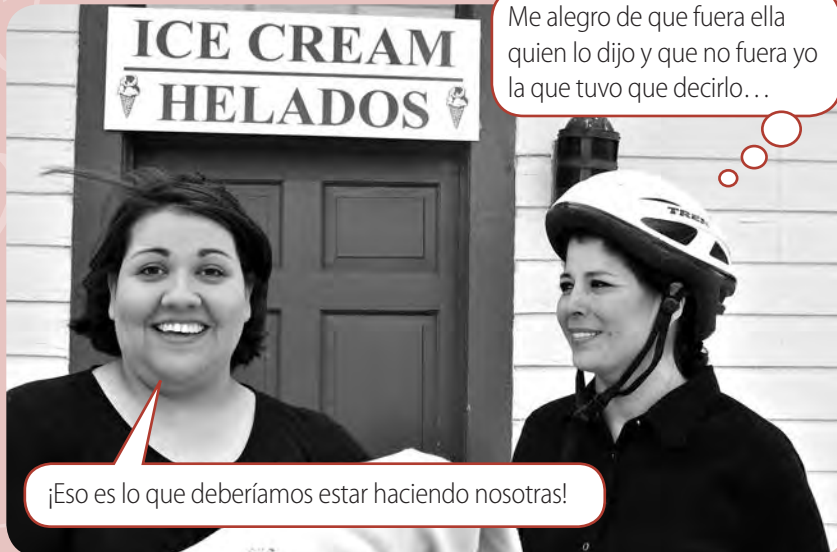 ICE CREAM
HELADOS
Me alegro de que fuera ella
quien lo dijo y que no fuera yo
la que tuvo que decirlo…
TREK
¡Eso es lo que deberíamos estar haciendo nosotras!